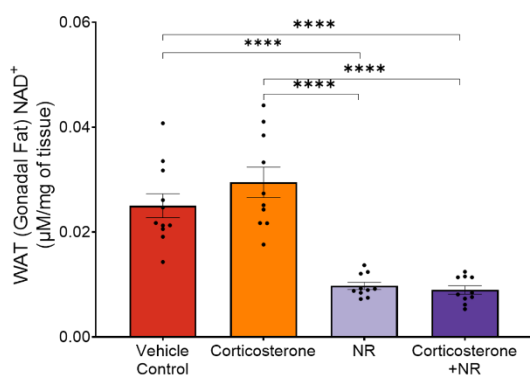 0.06
****
****
****
****
0.04
0.02
0.00
WAT (Gonadal Fat) NAD⁺
(μM/mg of tissue)
Vehicle Corticosterone NR Corticosterone
Control +NR